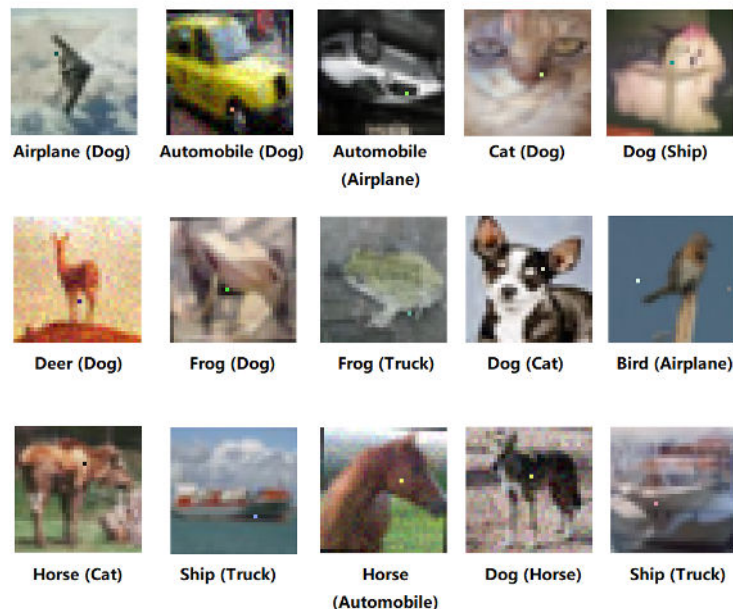 Airplane (Dog)
Automobile (Dog)
Automobile
(Airplane)
Cat (Dog)
Dog (Ship)
Deer (Dog)
Frog (Dog)
Frog (Truck)
Dog (Cat)
Bird (Airplane)
Horse (Cat)
Ship (Truck)
Horse
(Automobile)
Dog (Horse)
Ship (Truck)